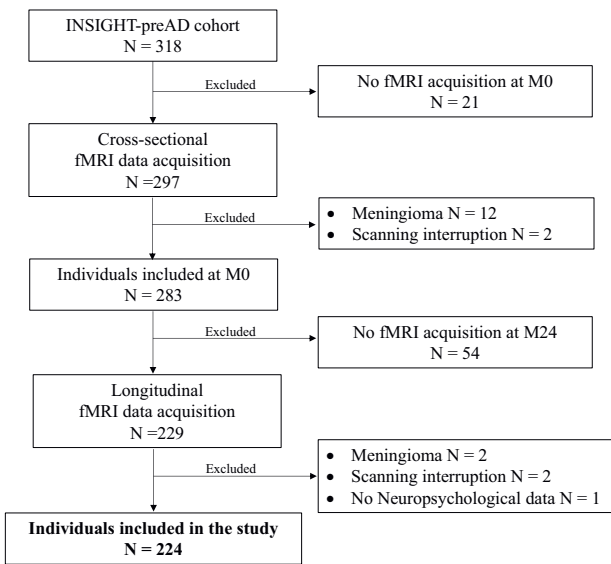 INSIGHT-preAD cohort
N = 318
Excluded
No fMRI acquisition at M0
N = 21
Cross-sectional
fMRI data acquisition
N =297
Excluded
• Meningioma N = 12
• Scanning interruption N = 2
Individuals included at M0
N = 283
Excluded
No fMRI acquisition at M24
N = 54
Longitudinal
fMRI data acquisition
N =229
Excluded
• Meningioma N = 2
• Scanning interruption N = 2
• No Neuropsychological data N = 1
Individuals included in the study
N = 224